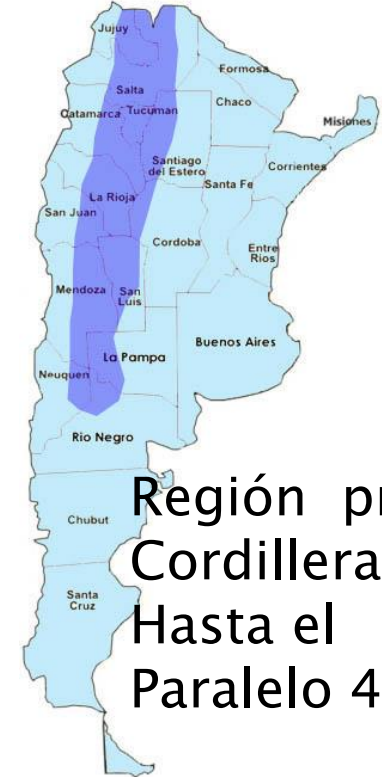 Jujuy
Formosa
Salta
Chaco
Catamarca
Tucuman
Misiones
Santiago
del Estero
Corrientes
Santa Fe
La Rioja
San Juan
Cordoba
Entre
Rios
Mendoza
San
Luis
Buenos Aires
La Pampa
Neuquen
Rio Negro
Chubut
Santa
Cruz
Región
Cordillera
Hasta el
Paralelo 4